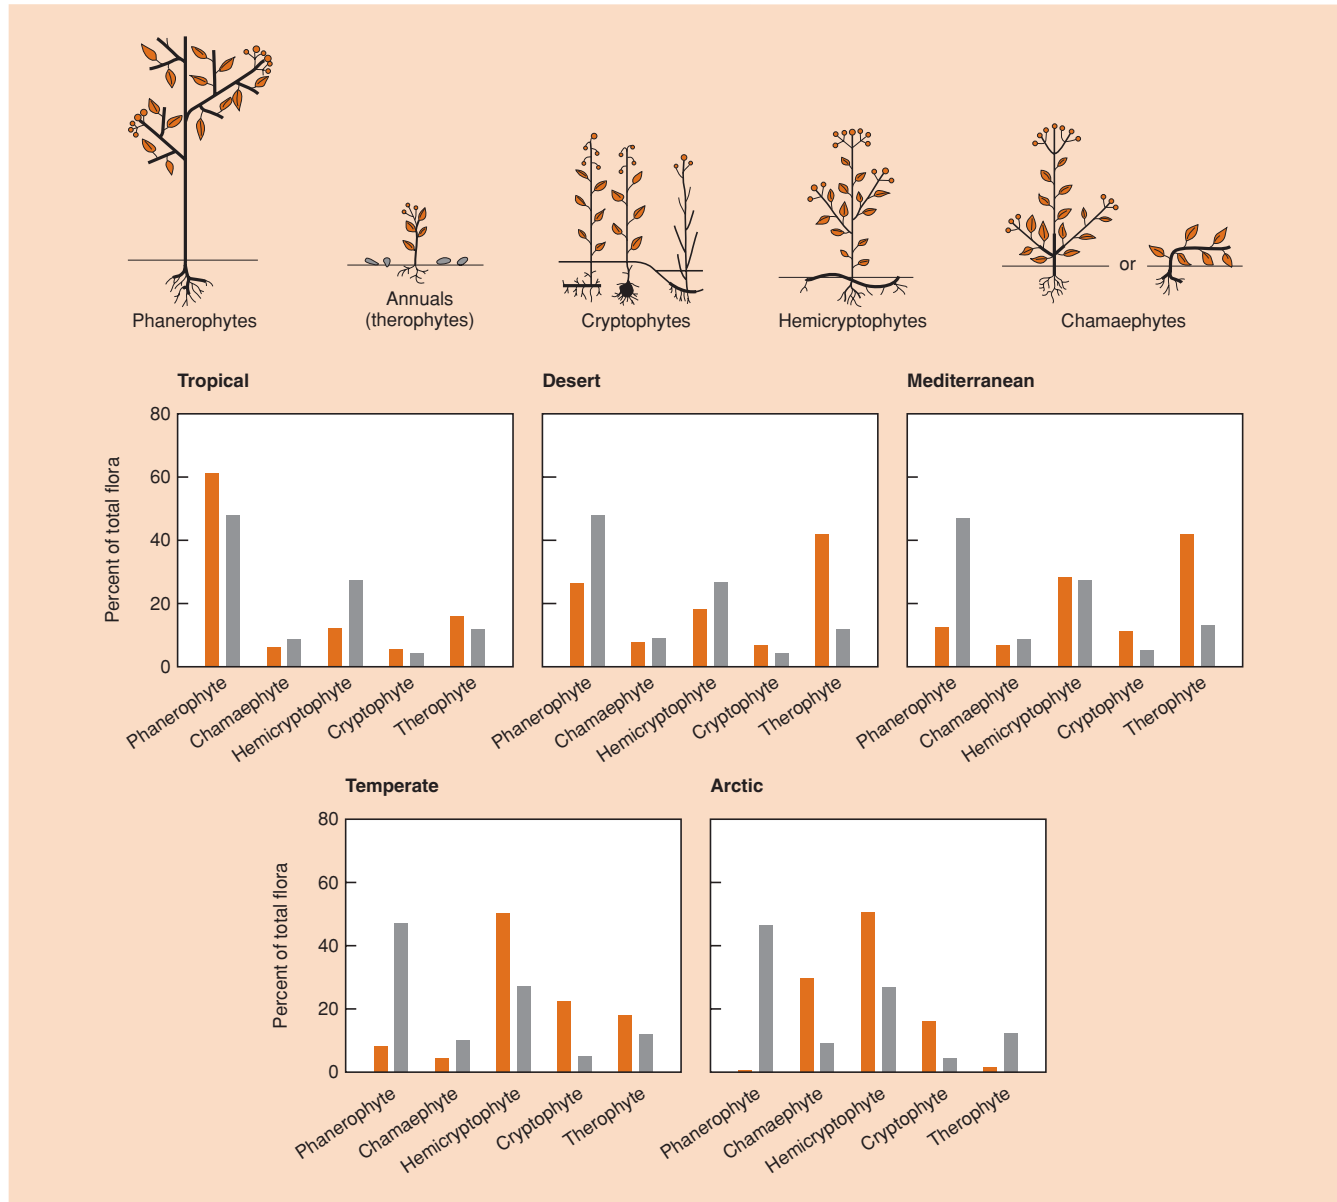 Phanerophytes
Annuals
(therophytes)
Cryptophytes
Hemicryptophytes
or
Chamaephytes
Tropical
Desert
Mediterranean
Percent of total flora
80
60
40
20
0
Phanerophyte
Chamaephyte
Hemicryptophyte
Cryptophyte
Therophyte
Phanerophyte
Chamaephyte
Hemicryptophyte
Cryptophyte
Therophyte
Phanerophyte
Chamaephyte
Hemicryptophyte
Cryptophyte
Therophyte
Temperate
Arctic
Percent of total flora
80
60
40
20
0
Phanerophyte
Chamaephyte
Hemicryptophyte
Cryptophyte
Therophyte
Phanerophyte
Chamaephyte
Hemicryptophyte
Cryptophyte
Therophyte